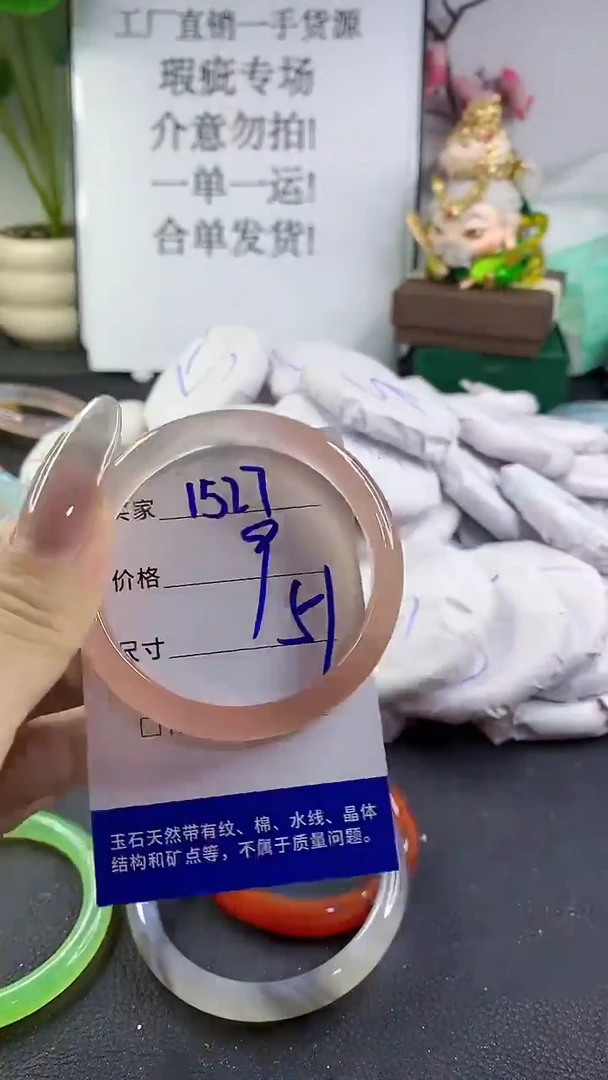 工厂直销一手货源
瑕疵专场
介意勿拍!
一单一运!
合单发货!
买家 1527
价格 9
尺寸 51
玉石天然带有纹、棉、水线、晶体
结构和矿点等，不属于质量问题。